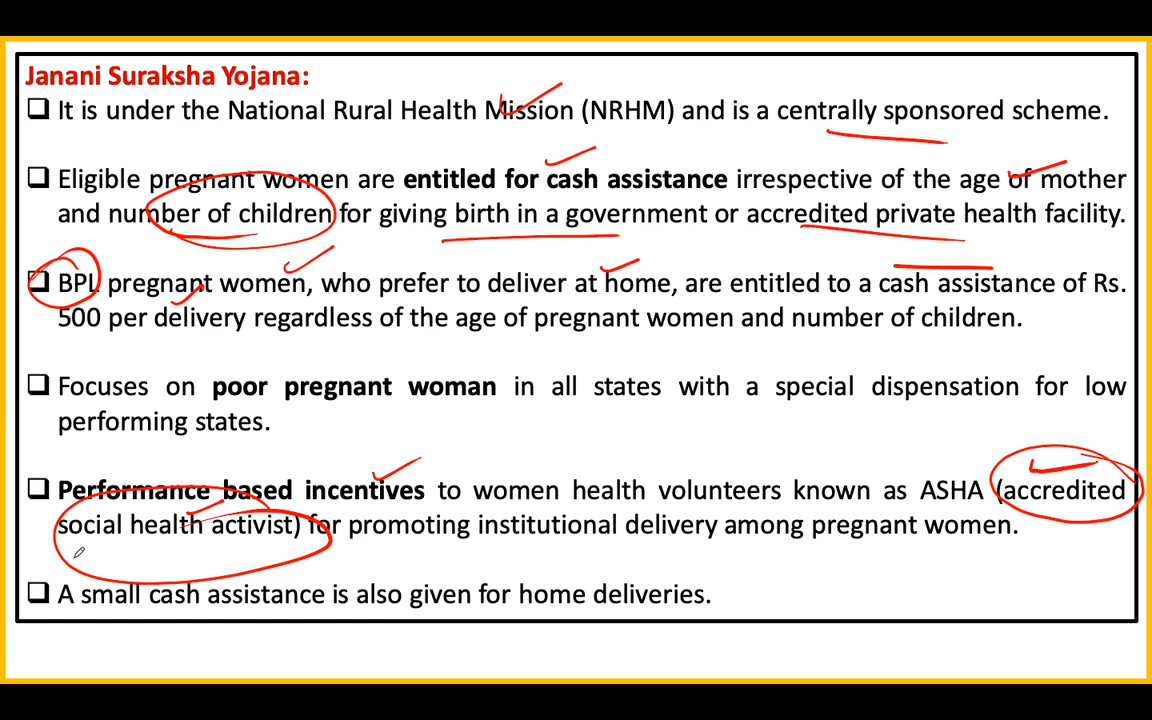 Janani Suraksha Yojana:
❑ It is under the National Rural Health Mission (NRHM) and is a centrally sponsored scheme.
❑ Eligible pregnant women are entitled for cash assistance irrespective of the age of mother
and number of children for giving birth in a government or accredited private health facility.
❑ BPL pregnant women, who prefer to deliver at home, are entitled to a cash assistance of Rs.
500 per delivery regardless of the age of pregnant women and number of children.
❑ Focuses on poor pregnant woman in all states with a special dispensation for low
performing states.
❑ Performance based incentives to women health volunteers known as ASHA (accredited
social health activist) for promoting institutional delivery among pregnant women.
❑ A small cash assistance is also given for home deliveries.